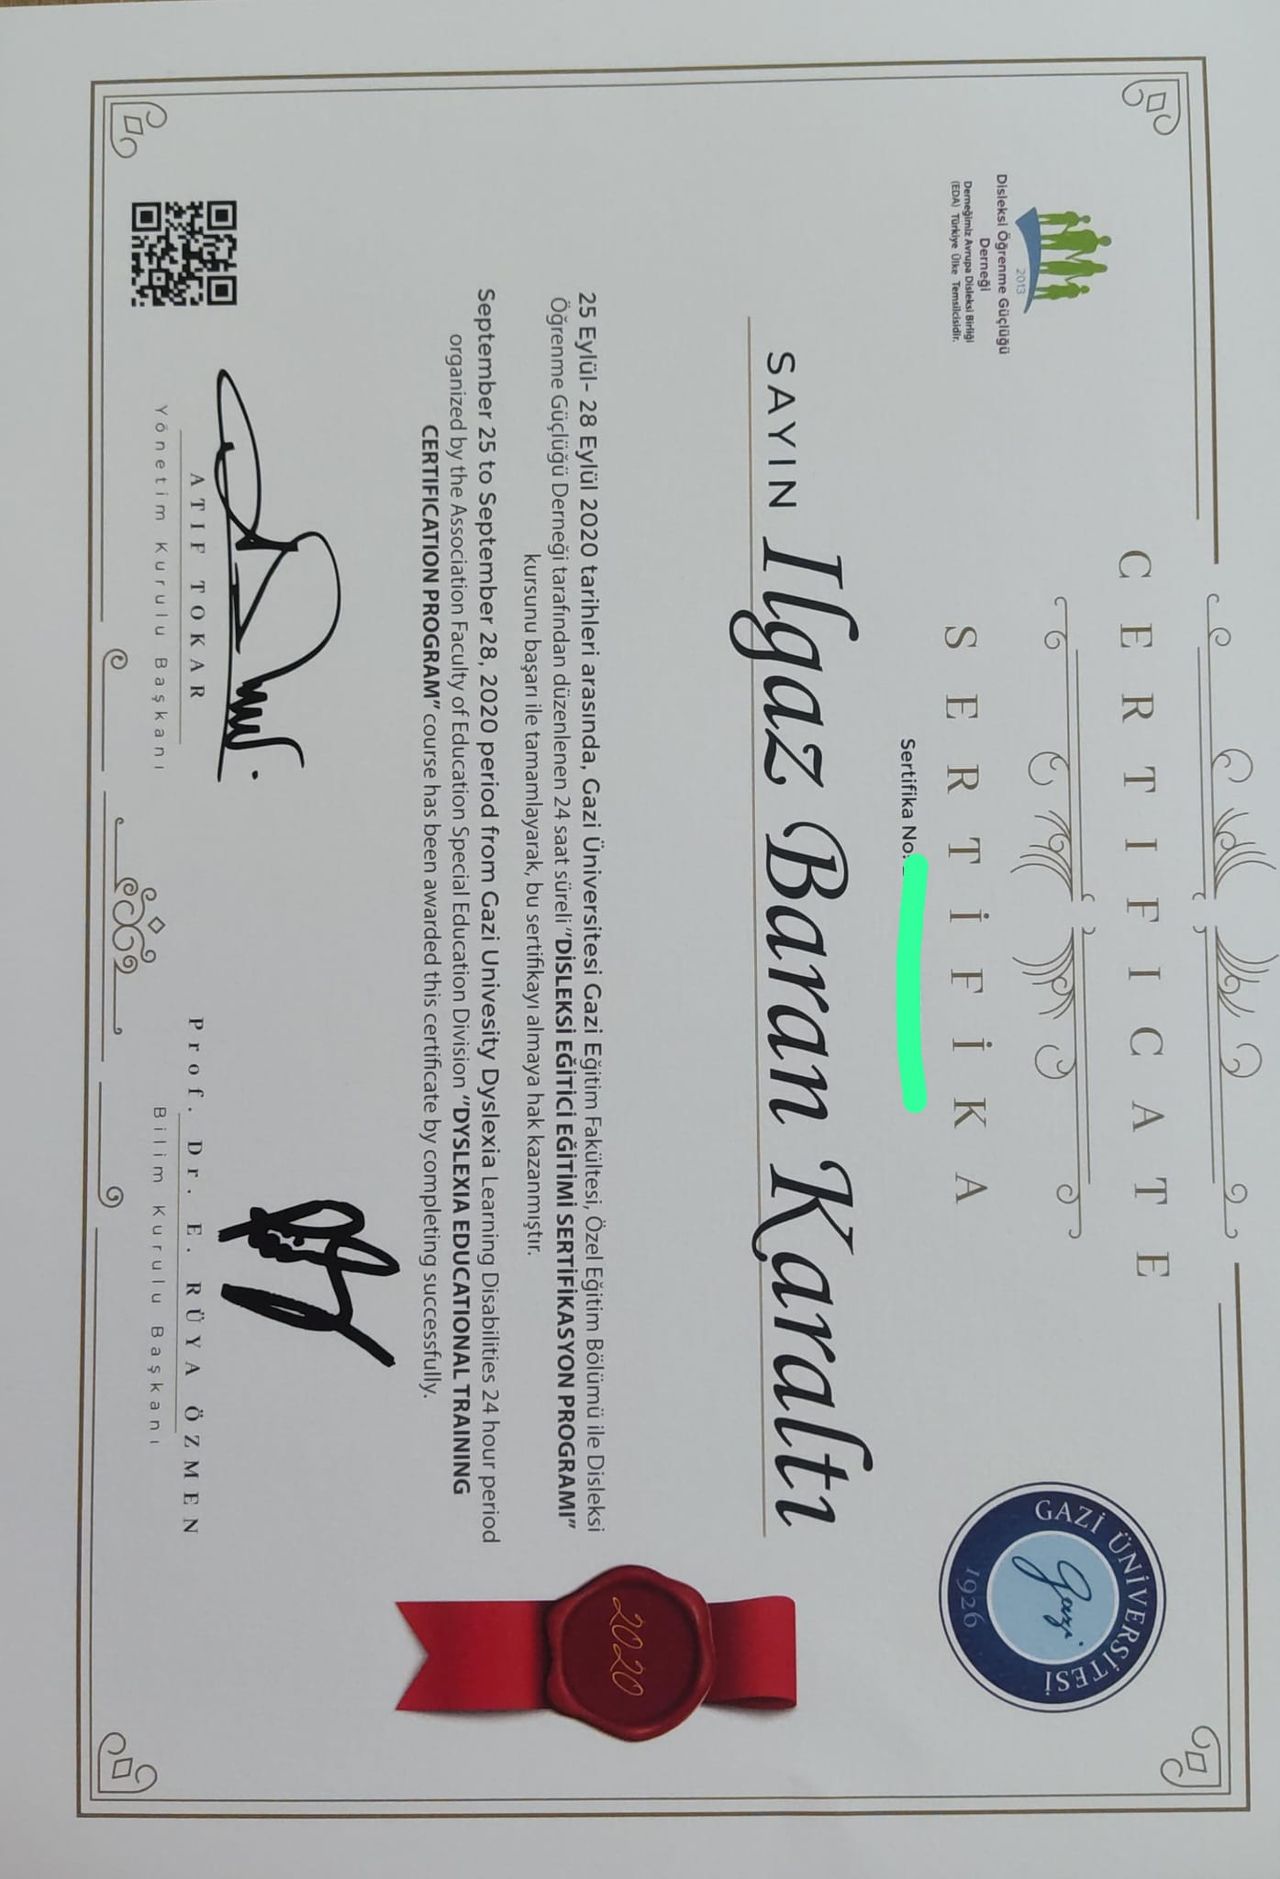 CERTIFICATE
SERTİFİKA
Disleksi Öğrenme Güçlüğü
Derneği
Derneğimiz Avrupa Disleksi Birliği
(EDA) Türkiye Ülke Temsilcisidir.
2013
GAZİ ÜNİVERSİTESİ
Gazi
1926
Sertifika No:
SAYIN Ilgaz Baran Karaltı
25 Eylül- 28 Eylül 2020 tarihleri arasında, Gazi Üniversitesi Gazi Eğitim Fakültesi, Özel Eğitim Bölümü ile Disleksi
Öğrenme Güçlüğü Derneği tarafından düzenlenen 24 saat süreli "DİSLEKSİ EĞİTİCİ EĞİTİMİ SERTİFİKASYON PROGRAMI"
kursunu başarı ile tamamlayarak, bu sertifikayı almaya hak kazanmıştır.
September 25 to September 28, 2020 period from Gazi Univesity Dyslexia Learning Disabilities 24 hour period
organized by the Association Faculty of Education Special Education Division "DYSLEXIA EDUCATIONAL TRAINING
CERTIFICATION PROGRAM" course has been awarded this certificate by completing successfully.
2020
ATIF TOKAR
Yönetim Kurulu Başkanı
Prof. Dr. E. RÜYA ÖZMEN
Bilim Kurulu Başkanı